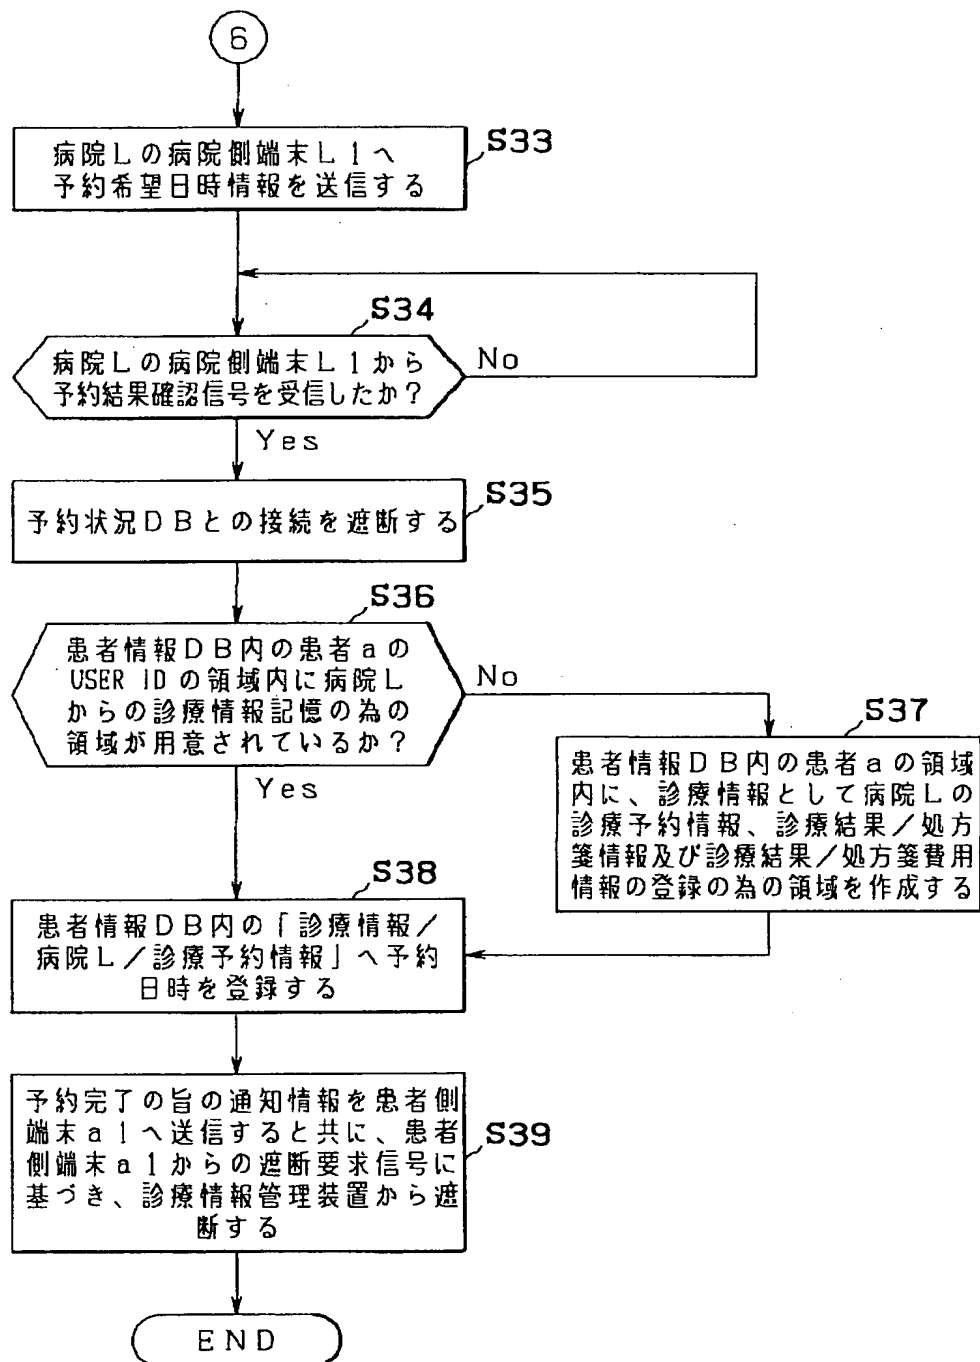 6
S33
病院Lの病院側端末L1へ
予約希望日時情報を送信する
S34
病院Lの病院側端末L1から
予約結果確認信号を受信したか?
No
Yes
S35
予約状況DBとの接続を遮断する
S36
患者情報DB内の患者aの
USER IDの領域内に病院L
からの診療情報記憶の為の
領域が用意されているか?
No
Yes
S37
患者情報DB内の患者aの領域
内に、診療情報として病院Lの
診療予約情報、診療結果/処方
箋情報及び診療結果/処方箋費用
情報の登録の為の領域を作成する
S38
患者情報DB内の「診療情報/
病院L/診療予約情報」へ予約
日時を登録する
S39
予約完了の旨の通知情報を患者側
端末a1へ送信すると共に、患者
側端末a1からの遮断要求信号に
基づき、診療情報管理装置から遮
断する
END